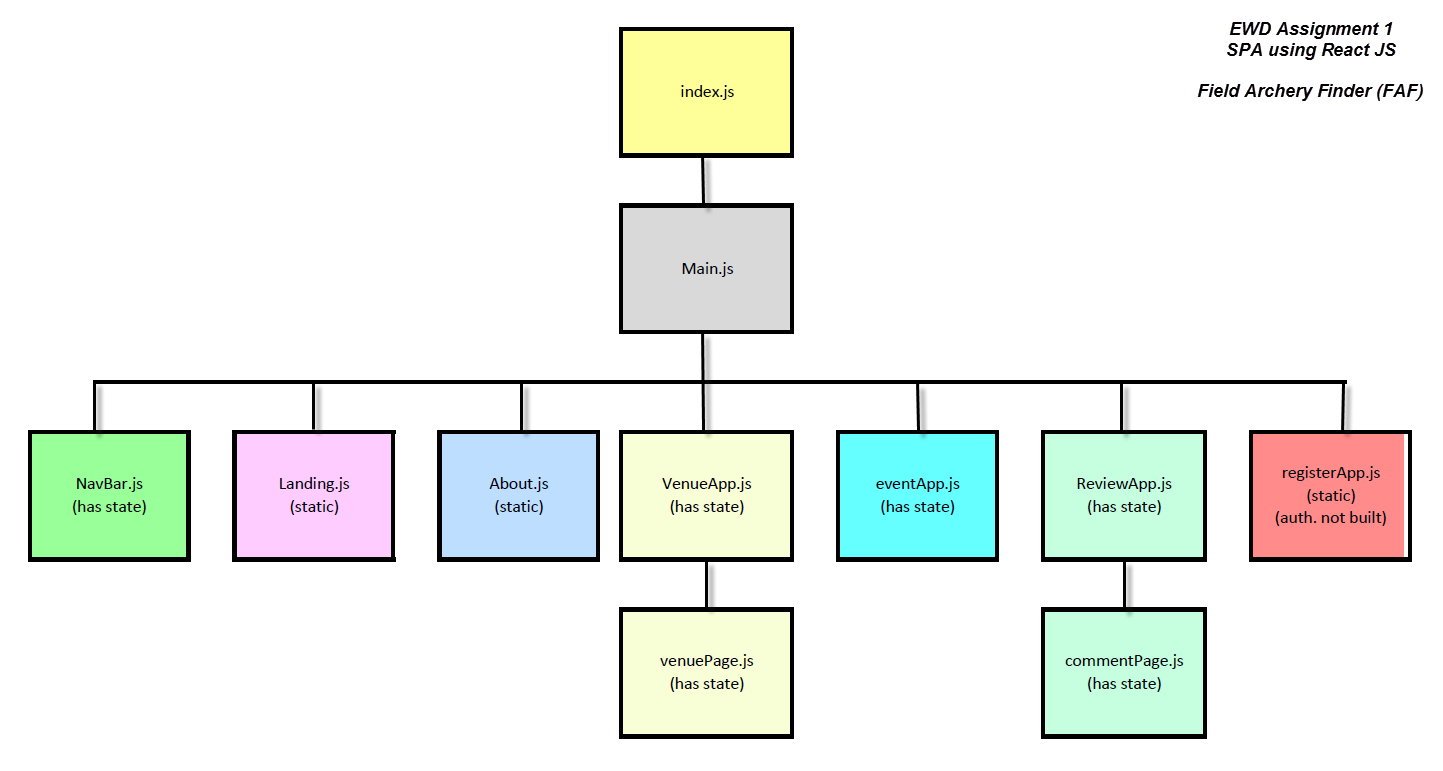 EWD Assignment 1
SPA using React JS
Field Archery Finder (FAF)
index.js
Main.js
NavBar.js
(has state)
Landing.js
(static)
About.js
(static)
VenueApp.js
(has state)
eventApp.js
(has state)
ReviewApp.js
(has state)
registerApp.js
(static)
(auth. not built)
venuePage.js
(has state)
commentPage.js
(has state)